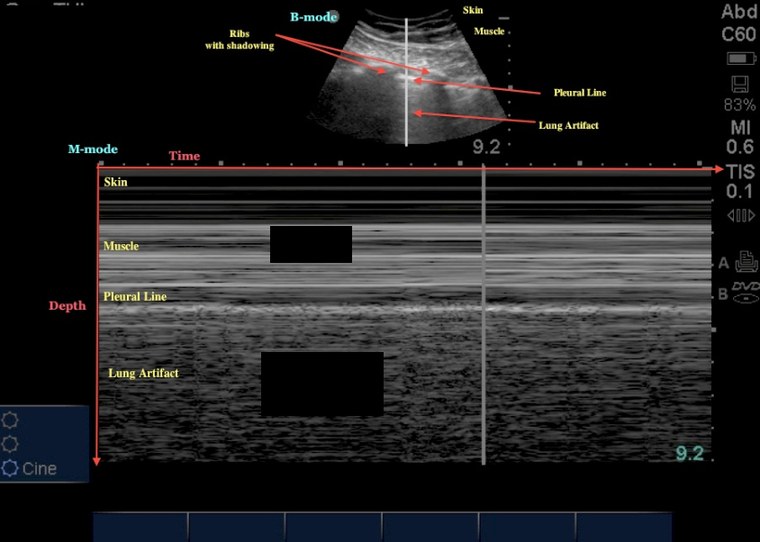 Abd
C60
83%
MI
0.6
TIS
0.1
A
B
DVD
B-mode
Skin
Muscle
Ribs
with shadowing
Pleural Line
Lung Artifact
9.2
M-mode
Time
Skin
Muscle
Pleural Line
Depth
Lung Artifact
9.2
Cine